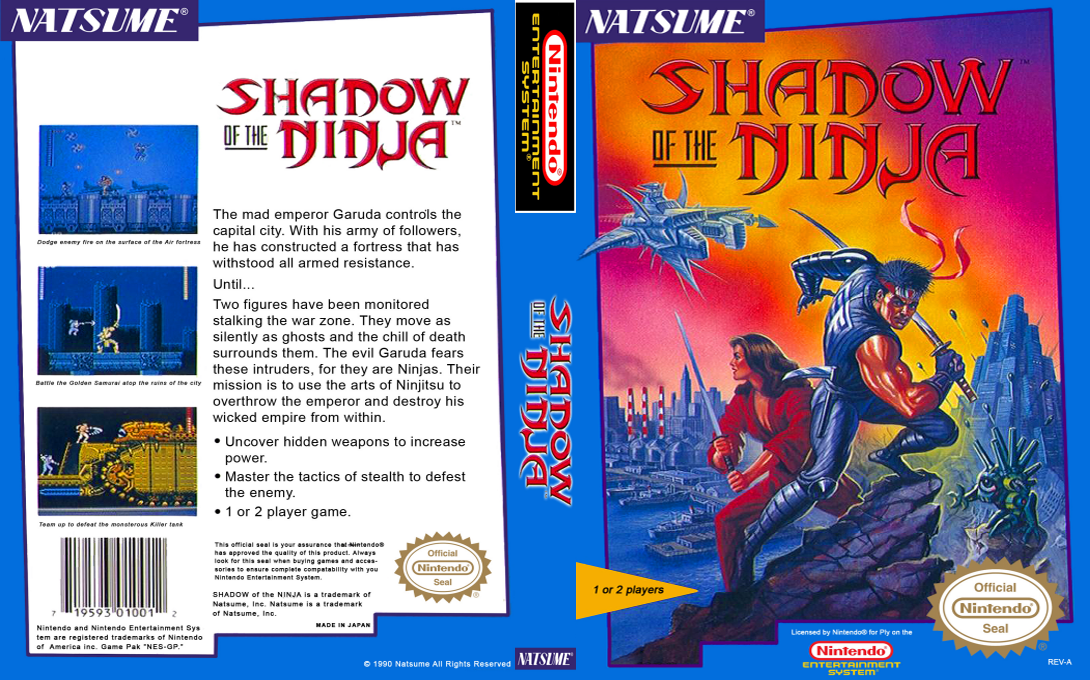 NATSUME®
SHADOW
OF THE
NINJA™
Dodge enemy fire on the surface of the Air fortress
Battle the Golden Samurai atop the ruins of the city
Team up to defeat the monsterous Killer tank
The mad emperor Garuda controls the
capital city. With his army of followers,
he has constructed a fortress that has
withstood all armed resistance.
Until...
Two figures have been monitored
stalking the war zone. They move as
silently as ghosts and the chill of death
surrounds them. The evil Garuda fears
these intruders, for they are Ninjas. Their
mission is to use the arts of Ninjitsu to
overthrow the emperor and destroy his
wicked empire from within.
• Uncover hidden weapons to increase
power.
• Master the tactics of stealth to defest
the enemy.
• 1 or 2 player game.
This official seal is your assurance that Nintendo®
has approved the quality of this product. Always
look for this seal when buying games and acces-
sories to ensure complete compatability with you
Nintendo Entertainment System.
SHADOW of the NINJA is a trademark of
Natsume, Inc. Natsume is a trademark
of Natsume, Inc.
MADE IN JAPAN
Official
Nintendo®
Seal
7 19593 01001 2
Nintendo and Nintendo Entertainment Sys
tem are registered trademarks of Nintendo
of America inc. Game Pak "NES-GP."
© 1990 Natsume All Rights Reserved
Nintendo®
ENTERTAINMENT
SYSTEM®
SHADOW
OF THE
NINJA
NATSUME®
NATSUME®
SHADOW™
OF THE
NINJA
1 or 2 players
Official
Nintendo®
Seal
Licensed by Nintendo® for Ply on the
Nintendo®
ENTERTAINMENT
SYSTEM®
REV-A